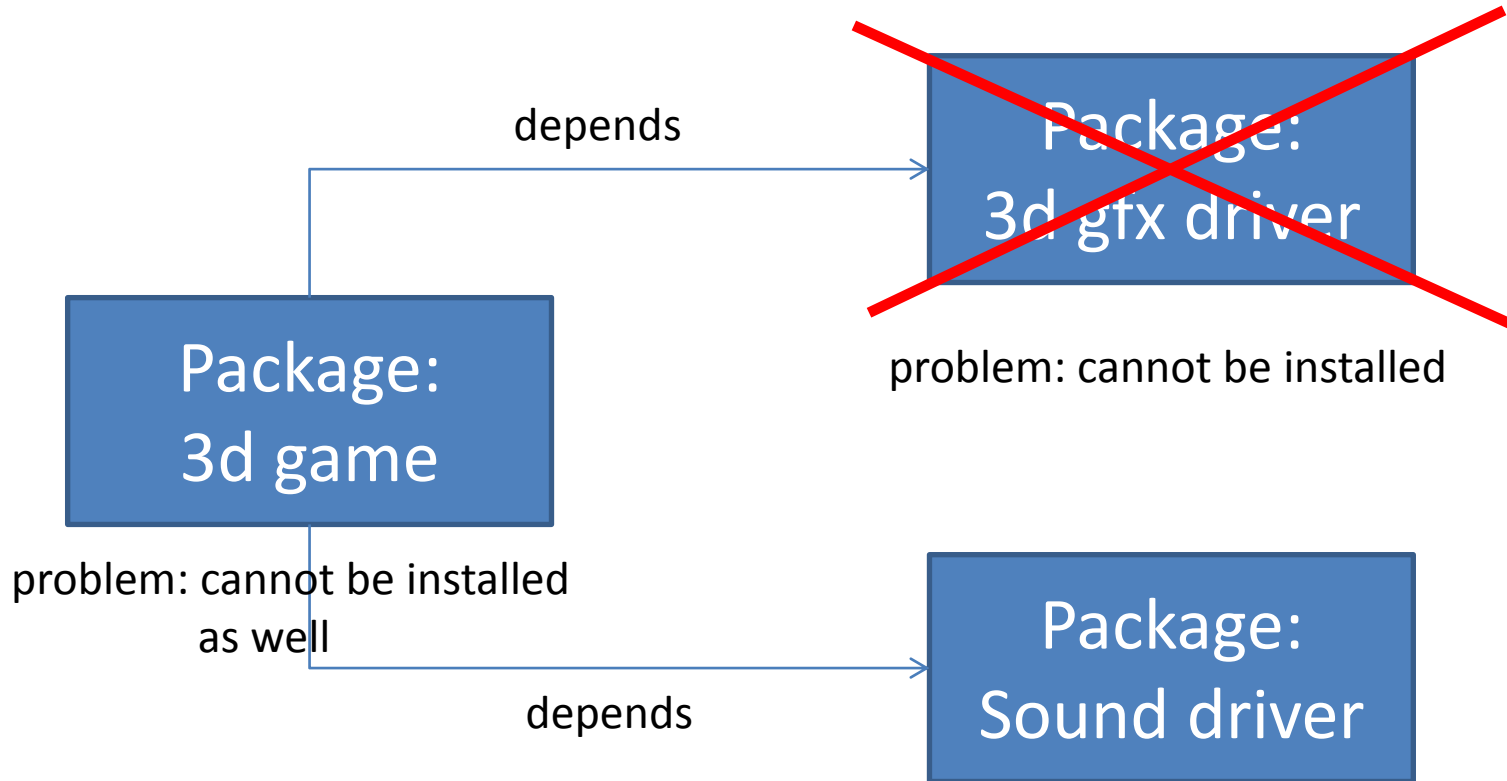 depends
Package:
3d gfx driver
problem: cannot be installed
Package:
3d game
problem: cannot be installed
as well
depends
Package:
Sound driver